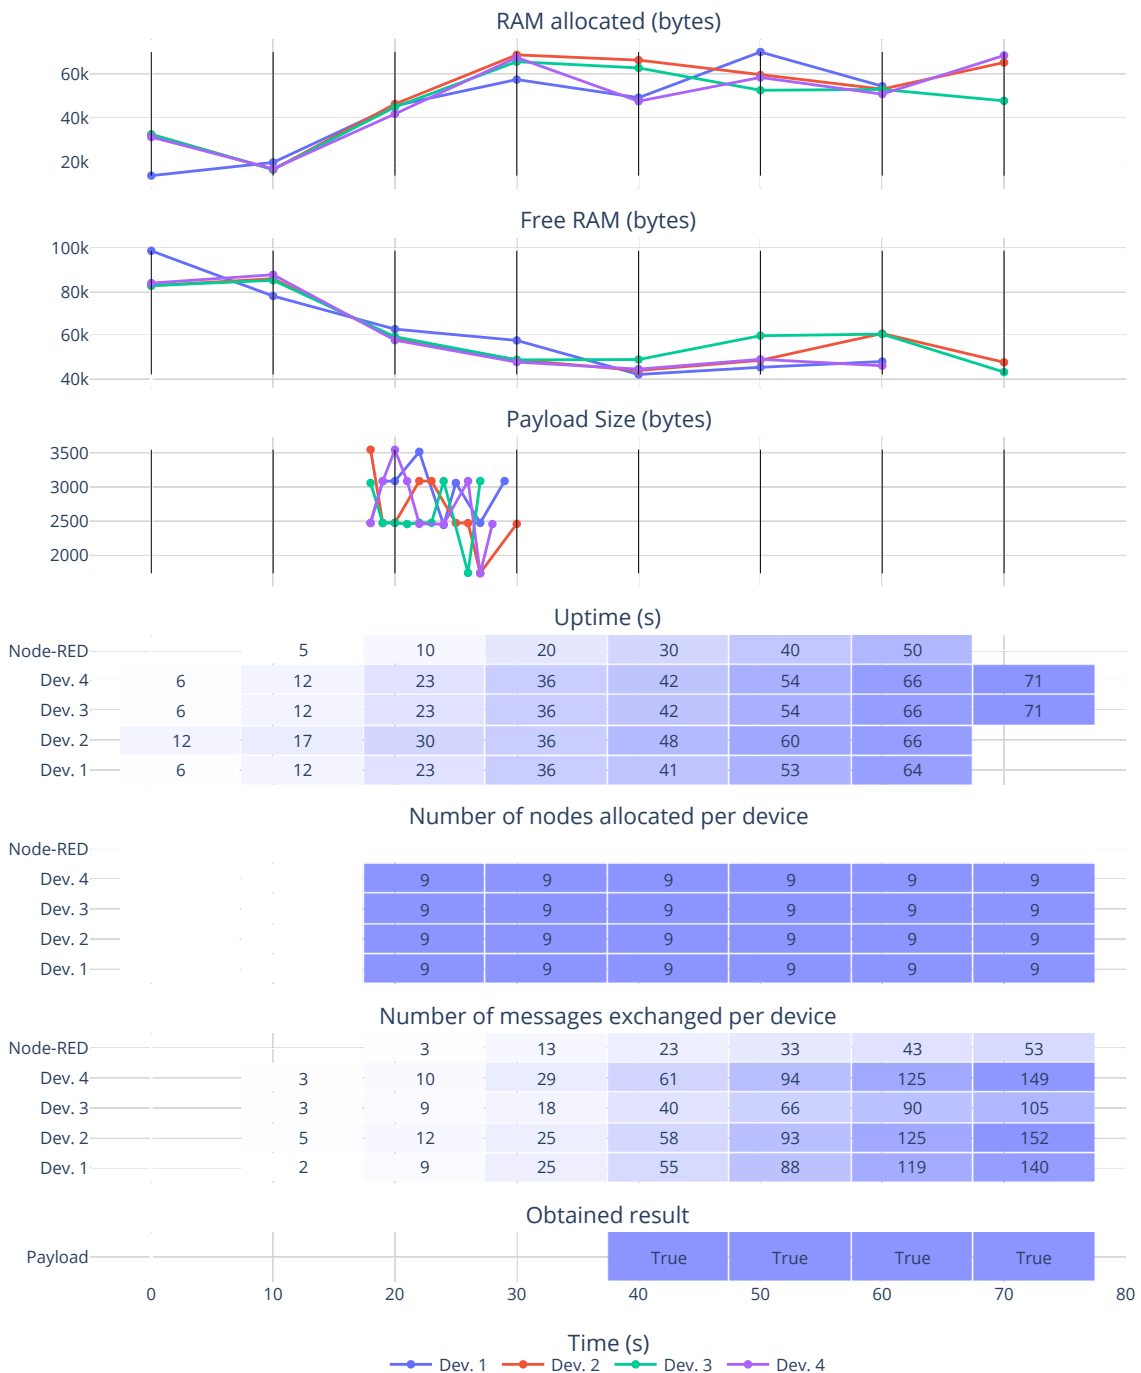 RAM allocated (bytes)
60k
40k
20k
Free RAM (bytes)
100k
80k
60k
40k
Payload Size (bytes)
3500
3000
2500
2000
Uptime (s)
Node-RED 5 10 20 30 40 50
Dev. 4 6 12 23 36 42 54 66 71
Dev. 3 6 12 23 36 42 54 66 71
Dev. 2 12 17 30 36 48 60 66
Dev. 1 6 12 23 36 41 53 64
Number of nodes allocated per device
Node-RED
Dev. 4 9 9 9 9 9 9
Dev. 3 9 9 9 9 9 9
Dev. 2 9 9 9 9 9 9
Dev. 1 9 9 9 9 9 9
Number of messages exchanged per device
Node-RED 3 13 23 33 43 53
Dev. 4 3 10 29 61 94 125 149
Dev. 3 3 9 18 40 66 90 105
Dev. 2 5 12 25 58 93 125 152
Dev. 1 2 9 25 55 88 119 140
Obtained result
Payload True True True True
0 10 20 30 40 50 60 70 80
Time (s)
Dev. 1 Dev. 2 Dev. 3 Dev. 4